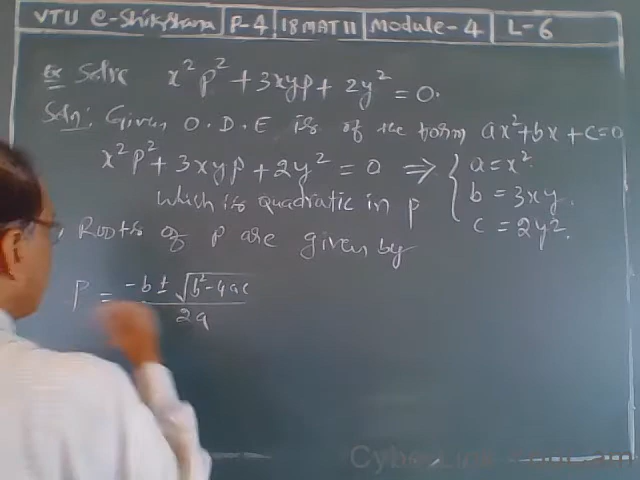 VTU e-Shikshana P-4 18MAT11 Module-4 L-6
Ex Solve x²p² + 3xyp + 2y² = 0.
Soln: Given O.D.E is of the form ax²+bx+c=0
x²p² + 3xyp + 2y² = 0 ⇒ { a = x²
which is quadratic in p b = 3xy.
c = 2y².
Roots of p are given by
p = (-b ± √(b²-4ac)) / 2a